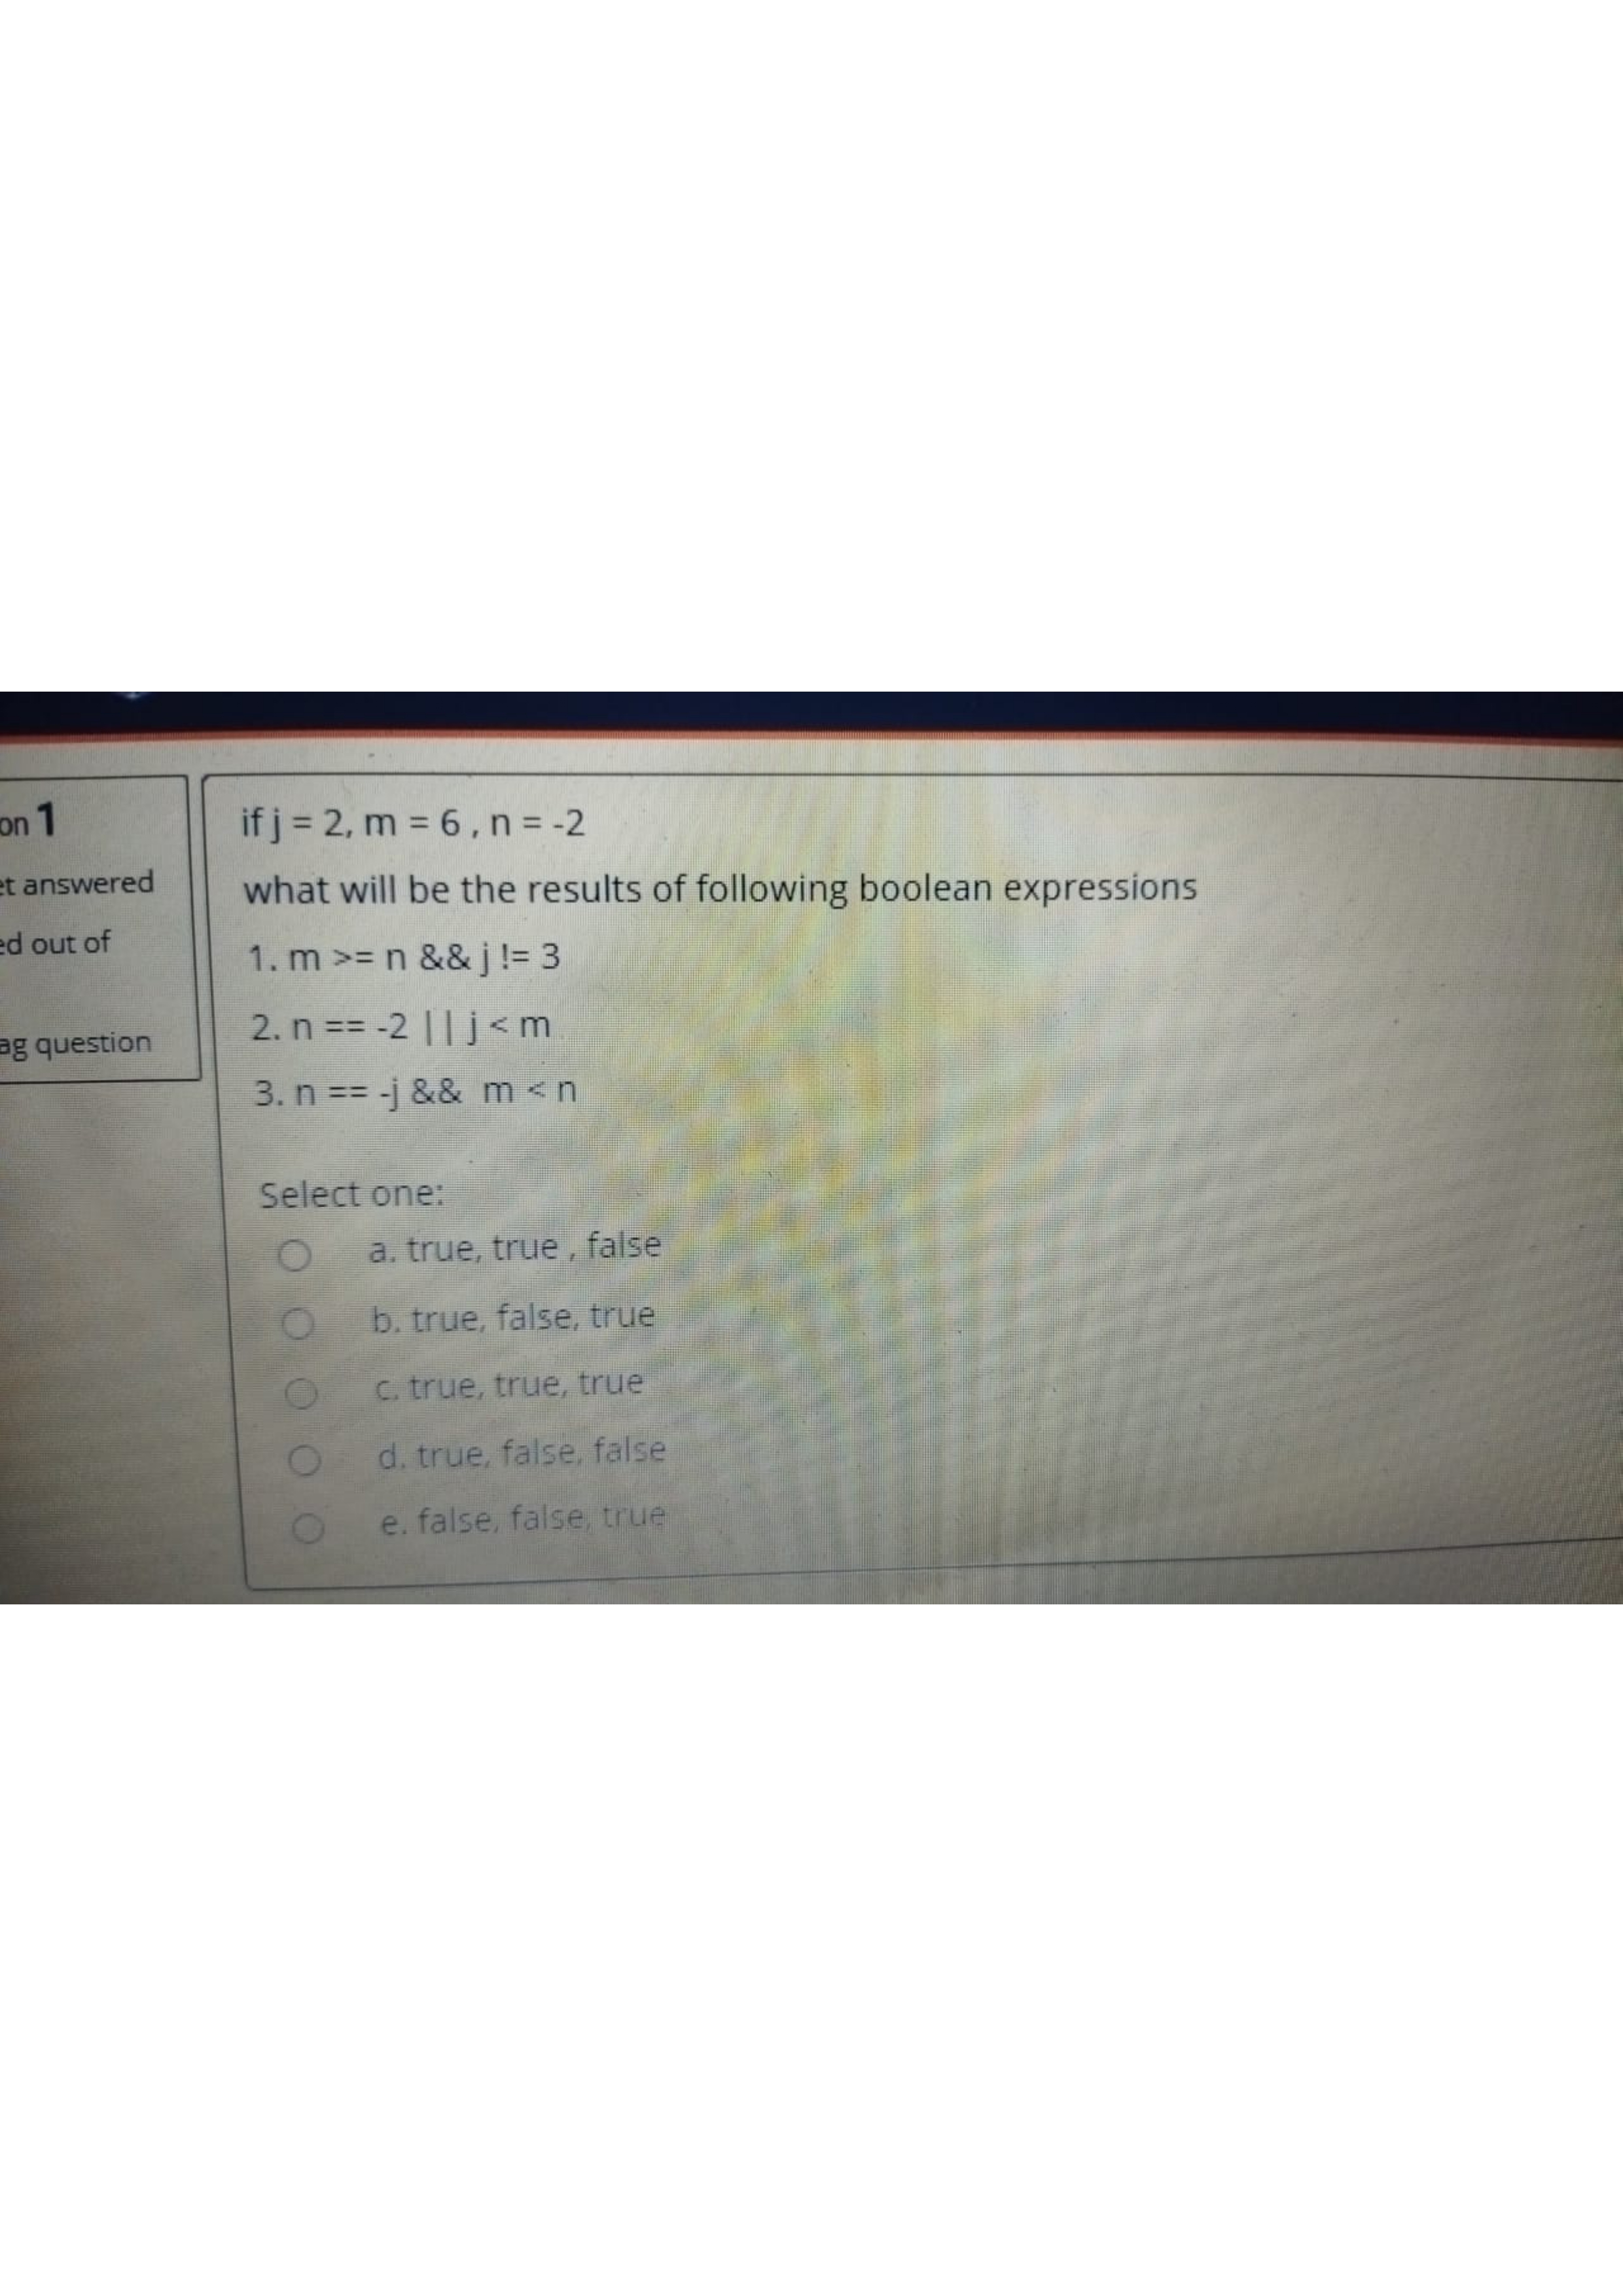 on 1
et answered
ed out of
ag question
if j = 2, m = 6 , n = -2
what will be the results of following boolean expressions
1. m >= n && j != 3
2. n == -2 || j < m
3. n == -j && m < n
Select one:
a. true, true , false
b. true, false, true
c. true, true, true
d. true, false, false
e. false, false, true